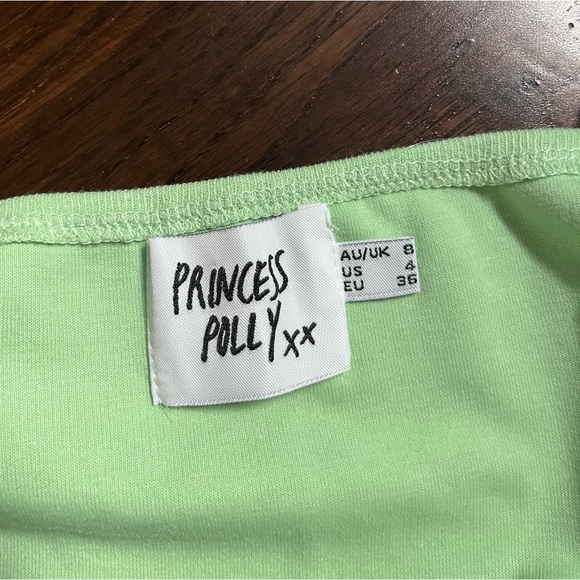 PRINCESS
POLLY xx
AU/UK 8
US 4
EU 36